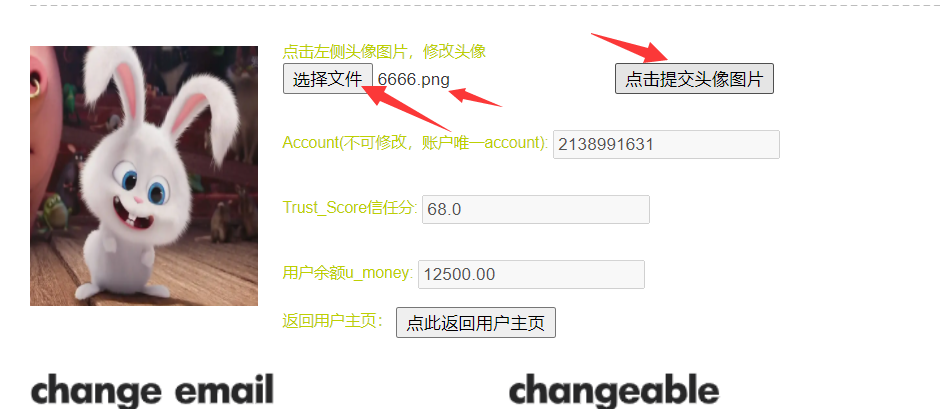 点击左侧头像图片，修改头像
选择文件 6666.png 点击提交头像图片
Account(不可修改，账户唯一account): 2138991631
Trust_Score信任分: 68.0
用户余额u_money: 12500.00
返回用户主页： 点此返回用户主页
change email changeable